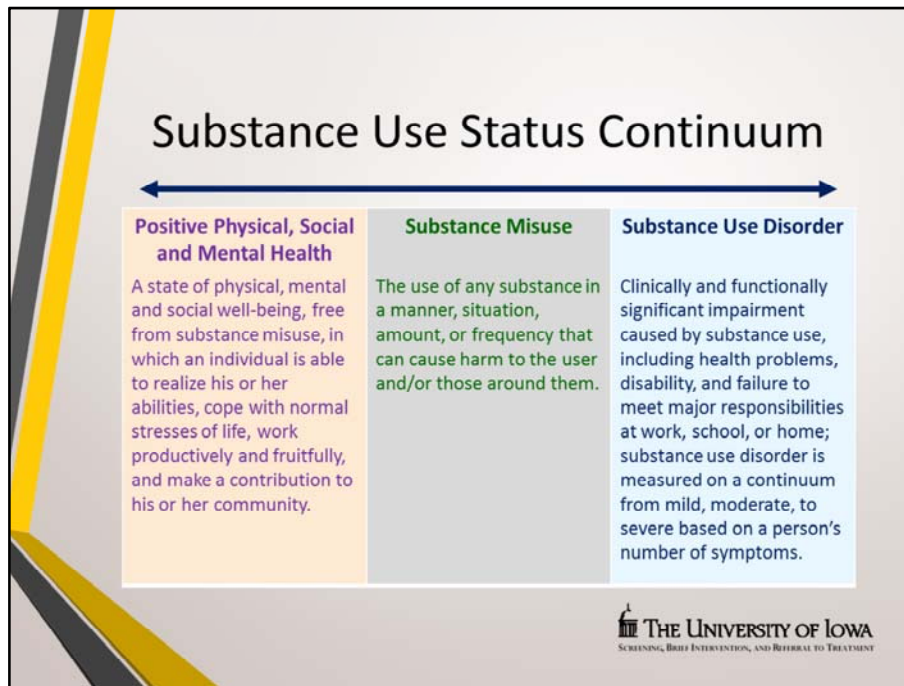 Substance Use Status Continuum
Positive Physical, Social
and Mental Health
A state of physical, mental
and social well-being, free
from substance misuse, in
which an individual is able
to realize his or her
abilities, cope with normal
stresses of life, work
productively and fruitfully,
and make a contribution to
his or her community.
Substance Misuse
The use of any substance in
a manner, situation,
amount, or frequency that
can cause harm to the user
and/or those around them.
Substance Use Disorder
Clinically and functionally
significant impairment
caused by substance use,
including health problems,
disability, and failure to
meet major responsibilities
at work, school, or home;
substance use disorder is
measured on a continuum
from mild, moderate, to
severe based on a person's
number of symptoms.
THE UNIVERSITY OF IOWA
SCREENING, BRIEF INTERVENTION, AND REFERRAL TO TREATMENT